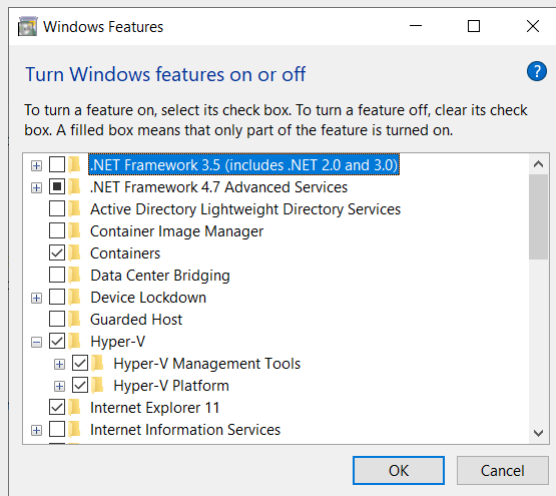 Windows Features
Turn Windows features on or off
?
To turn a feature on, select its check box. To turn a feature off, clear its check
box. A filled box means that only part of the feature is turned on.
.NET Framework 3.5 (includes .NET 2.0 and 3.0)
.NET Framework 4.7 Advanced Services
Active Directory Lightweight Directory Services
Container Image Manager
Containers
Data Center Bridging
Device Lockdown
Guarded Host
Hyper-V
Hyper-V Management Tools
Hyper-V Platform
Internet Explorer 11
Internet Information Services
OK Cancel